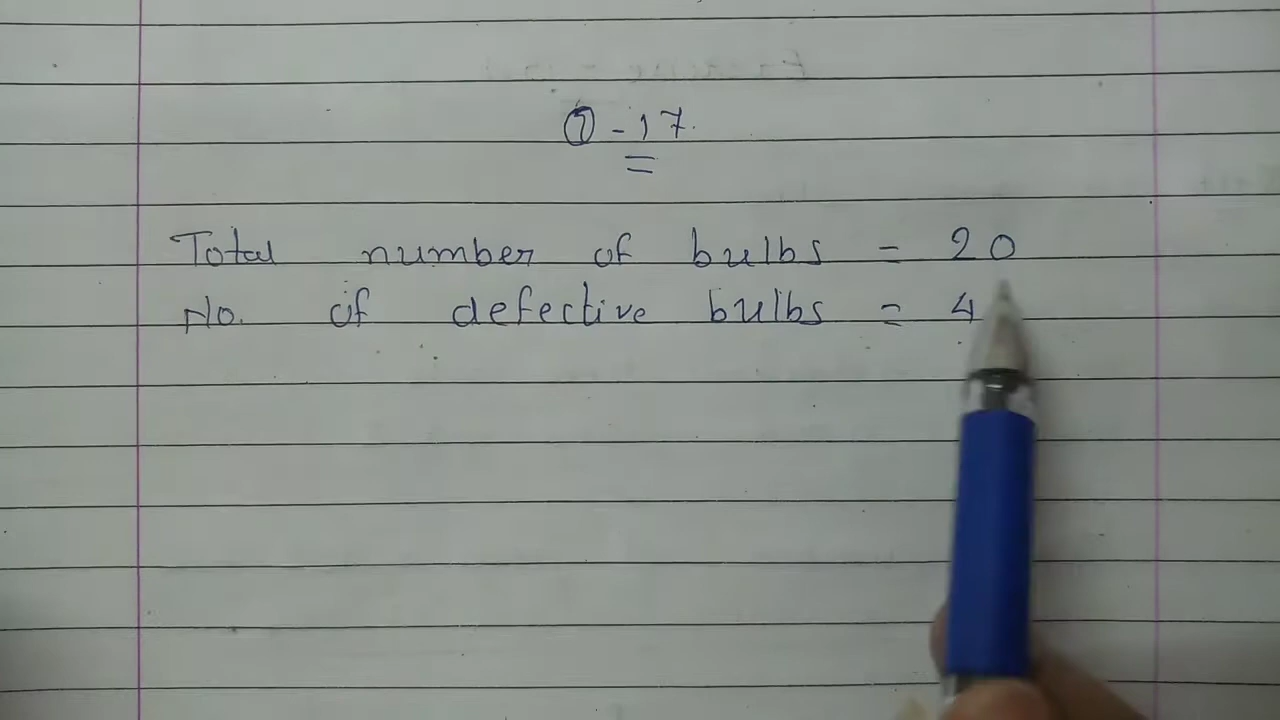 Q-17.
Total number of bulbs = 20
No. of defective bulbs = 4